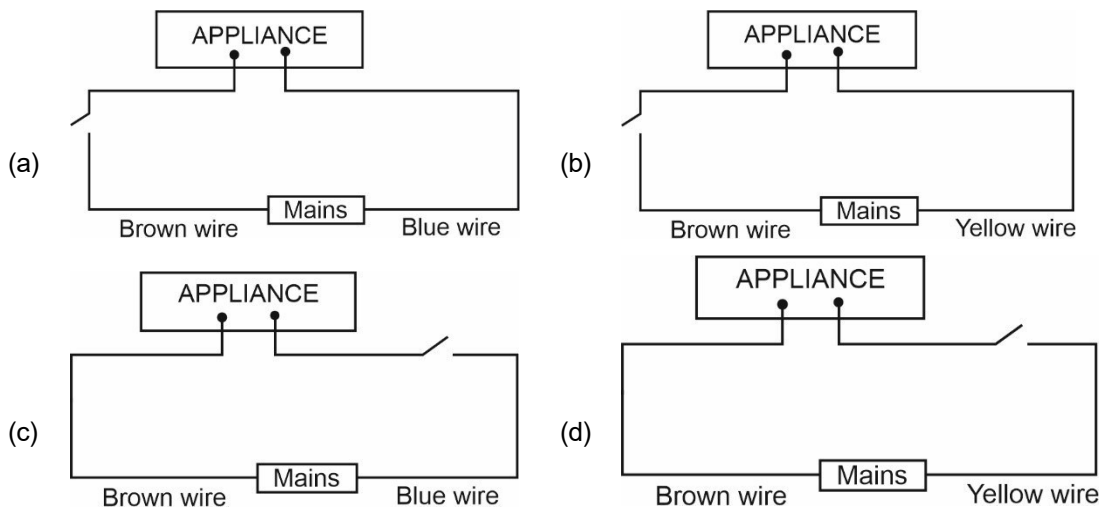 APPLIANCE
(a)
Mains
Brown wire
Blue wire
APPLIANCE
(b)
Mains
Brown wire
Yellow wire
APPLIANCE
(c)
Mains
Brown wire
Blue wire
APPLIANCE
(d)
Mains
Brown wire
Yellow wire